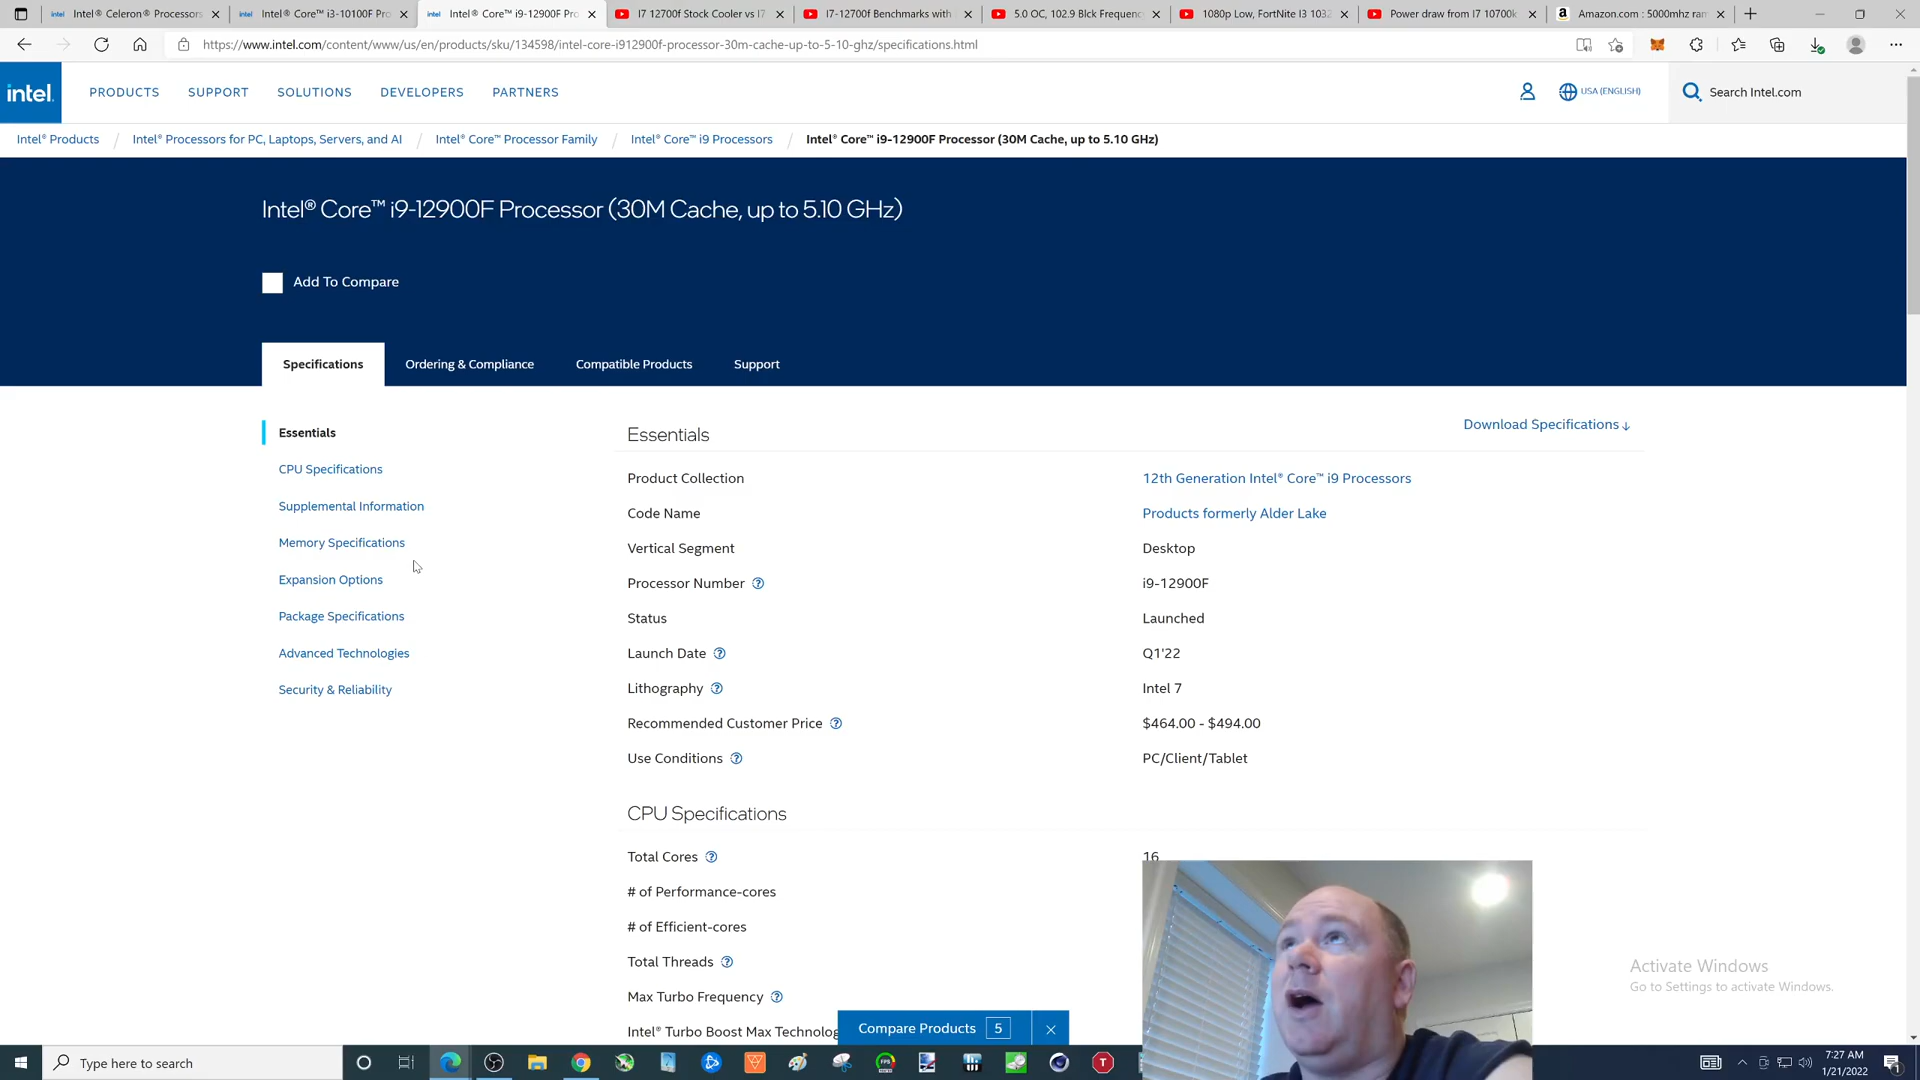 Intel® Celeron® Processors
Intel® Core™ i3-10100F Pro
Intel® Core™ i9-12900F Pro
I7 12700f Stock Cooler vs I7
I7-12700f Benchmarks with
5.0 OC, 102.9 Blck Frequenc
1080p Low, FortNite I3 1032
Power draw from I7 10700k
Amazon.com : 5000mhz ram
https://www.intel.com/content/www/us/en/products/sku/134598/intel-core-i912900f-processor-30m-cache-up-to-5-10-ghz/specifications.html
intel.
PRODUCTS SUPPORT SOLUTIONS DEVELOPERS PARTNERS
USA (ENGLISH)
Search Intel.com
Intel® Products / Intel® Processors for PC, Laptops, Servers, and AI / Intel® Core™ Processor Family / Intel® Core™ i9 Processors / Intel® Core™ i9-12900F Processor (30M Cache, up to 5.10 GHz)
Intel® Core™ i9-12900F Processor (30M Cache, up to 5.10 GHz)
Add To Compare
Specifications Ordering & Compliance Compatible Products Support
Essentials
CPU Specifications
Supplemental Information
Memory Specifications
Expansion Options
Package Specifications
Advanced Technologies
Security & Reliability
Download Specifications ↓
Essentials
Product Collection 12th Generation Intel® Core™ i9 Processors
Code Name Products formerly Alder Lake
Vertical Segment Desktop
Processor Number ? i9-12900F
Status Launched
Launch Date ? Q1'22
Lithography ? Intel 7
Recommended Customer Price ? $464.00 - $494.00
Use Conditions ? PC/Client/Tablet
CPU Specifications
Total Cores ? 16
# of Performance-cores
# of Efficient-cores
Total Threads ?
Max Turbo Frequency ?
Intel® Turbo Boost Max Technolog
Compare Products 5
Activate Windows
Go to Settings to activate Windows.
Type here to search
7:27 AM
1/21/2022